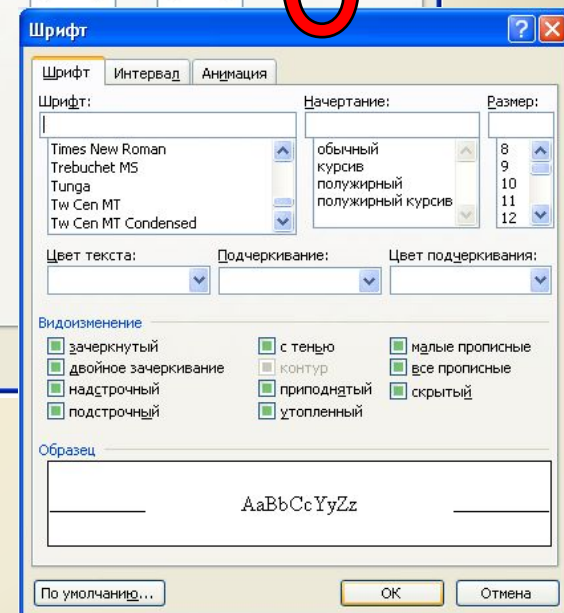 Шрифт
Шрифт Интервал Анимация
Шрифт: Начертание: Размер:
Times New Roman обычный 8
Trebuchet MS курсив 9
Tunga полужирный 10
Tw Cen MT полужирный курсив 11
Tw Cen MT Condensed 12
Цвет текста: Подчеркивание: Цвет подчеркивания:
Видоизменение
зачеркнутый с тенью малые прописные
двойное зачеркивание контур все прописные
надстрочный приподнятый скрытый
подстрочный утопленный
Образец
AaBbCcYyZz
По умолчанию... ОК Отмена